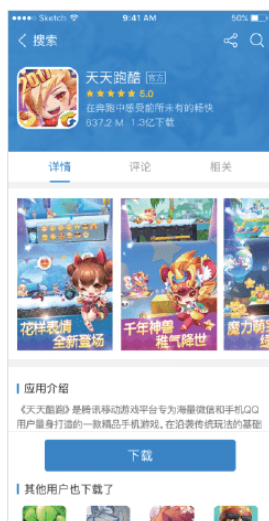 Sketch 9:41 AM 50%
搜索
天天跑酷 官方
5.0
在奔跑中感受前所未有的畅快
637.2 M 1.3亿下载
详情 评论 相关
花样表情
全新登场
千年神兽
稚气降世
魔力萌
应用介绍
《天天酷跑》是腾讯移动游戏平台专为海量微信和手机QQ
用户量身打造的一款精品手机游戏。在沿袭传统玩法的基础
下载
其他用户也下载了